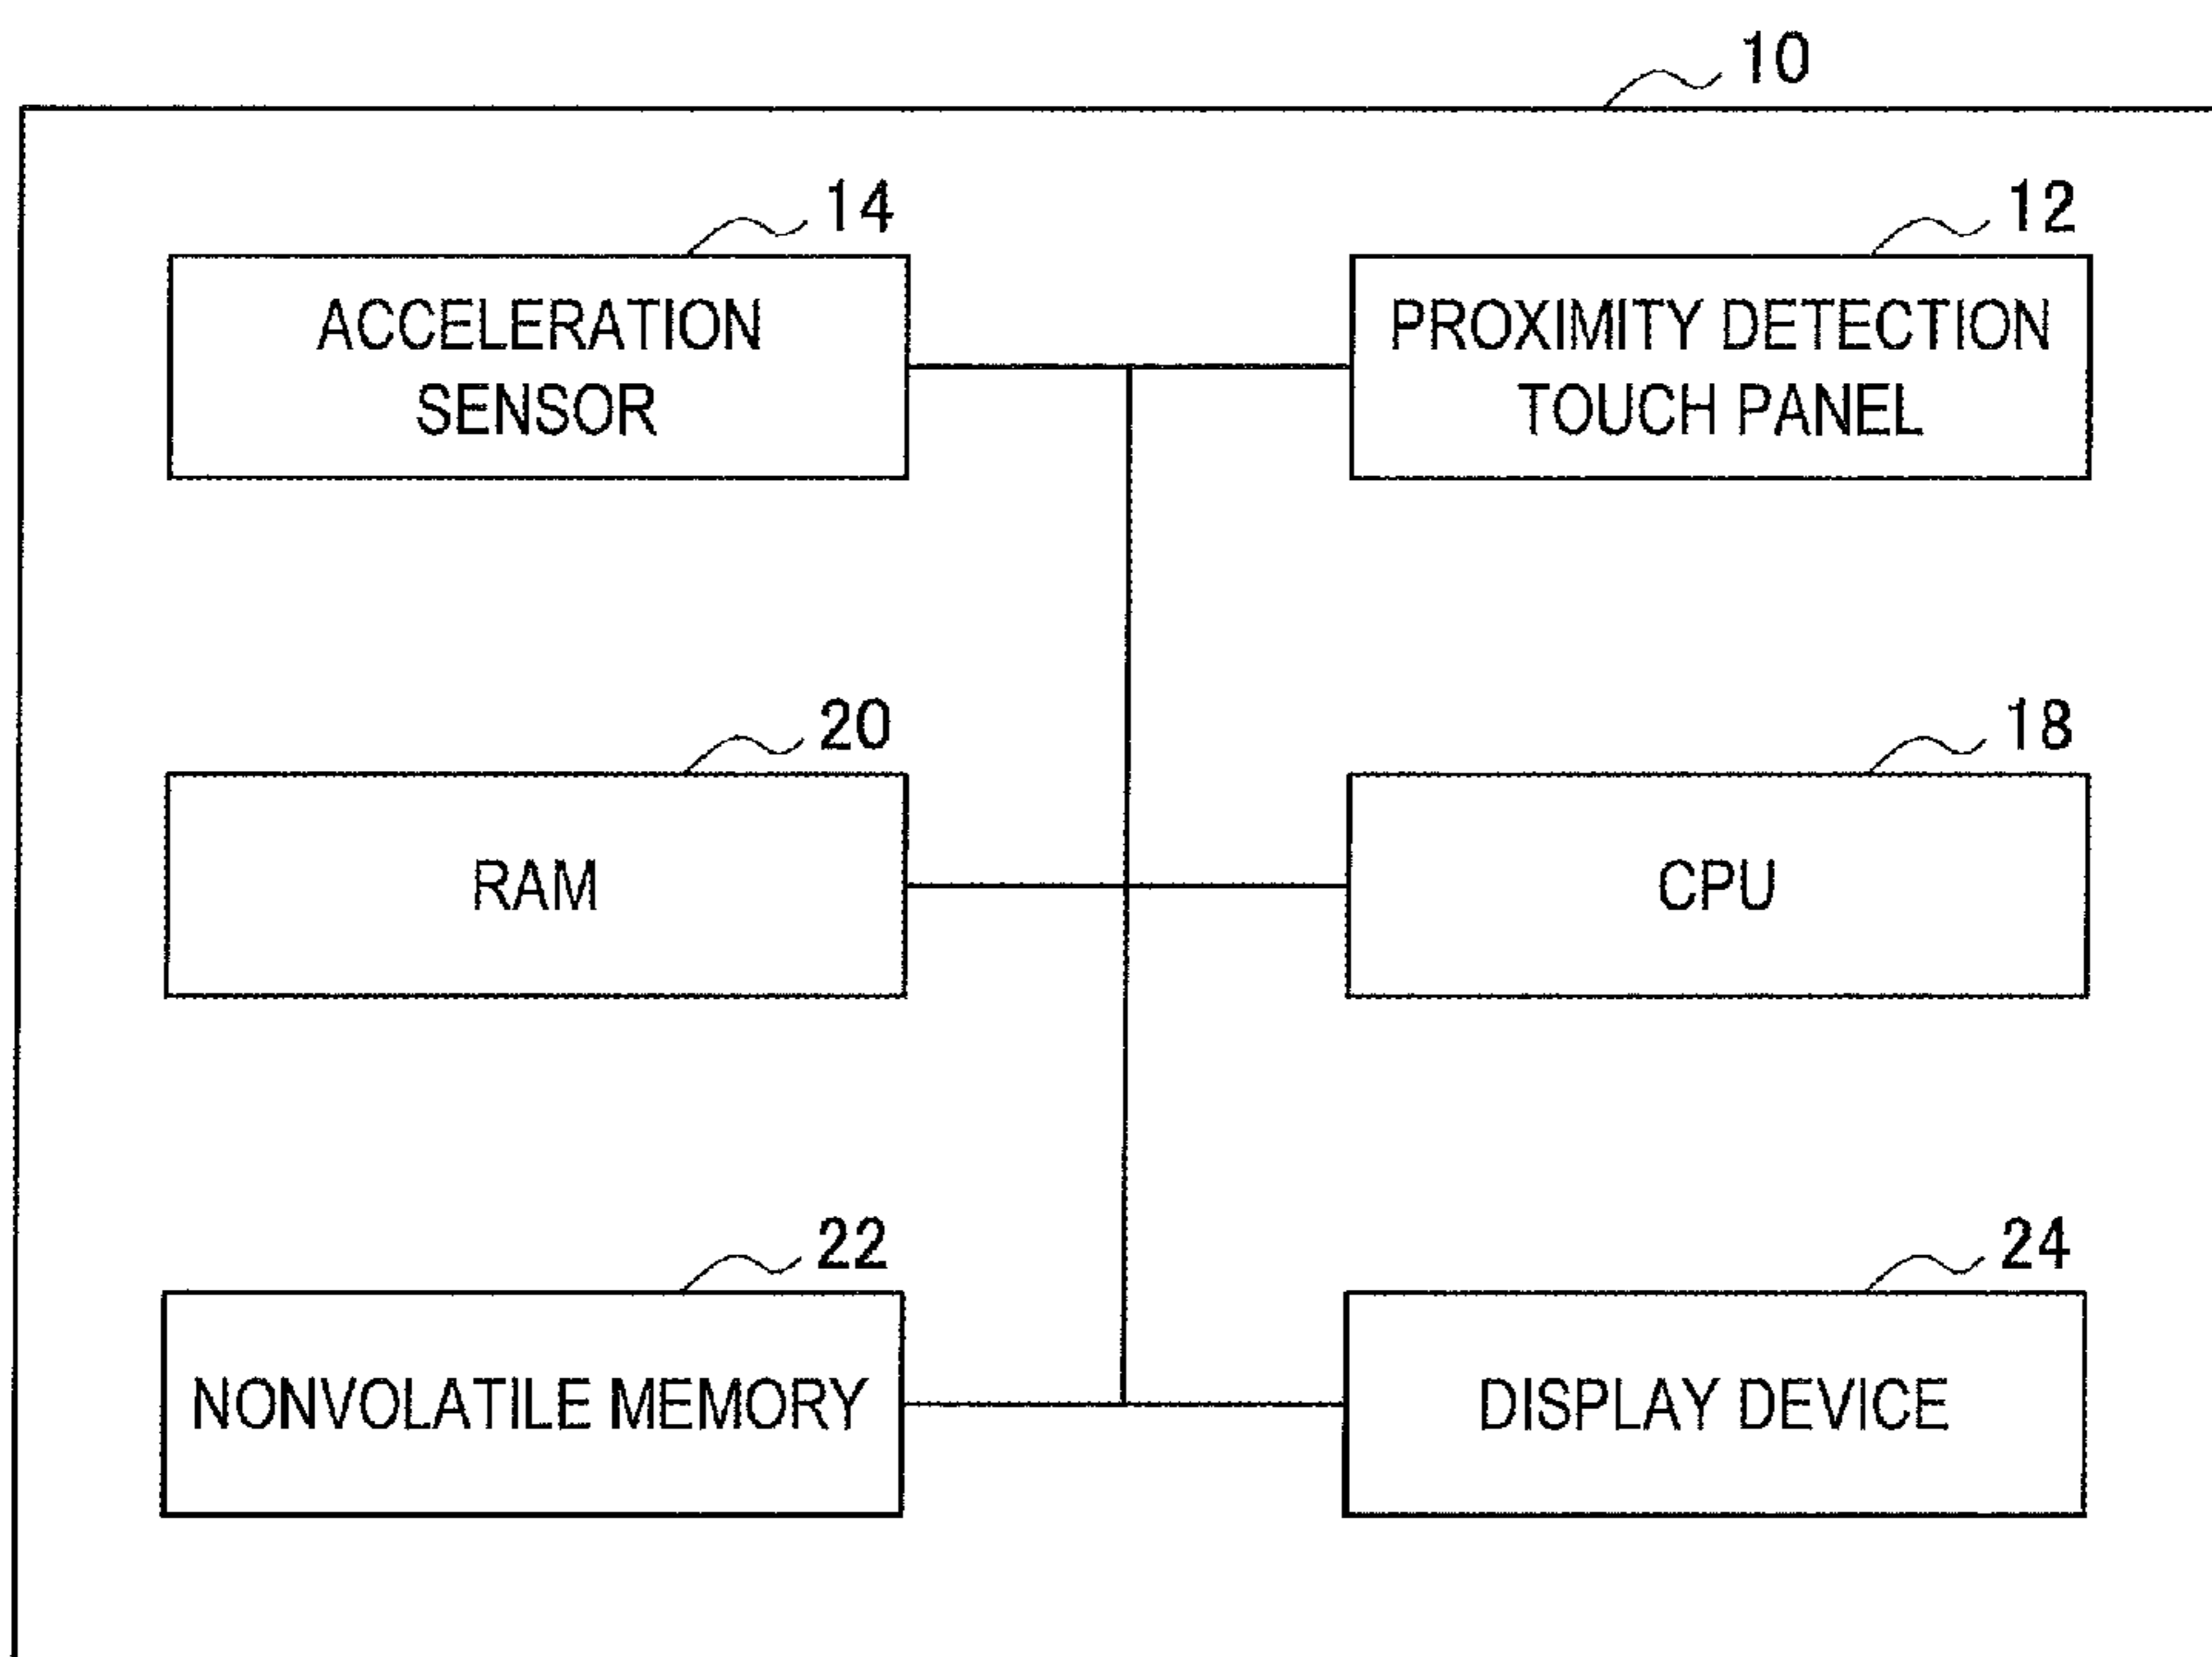 10
14
12
ACCELERATION
SENSOR
PROXIMITY DETECTION
TOUCH PANEL
20
18
RAM
CPU
22
24
NONVOLATILE MEMORY
DISPLAY DEVICE